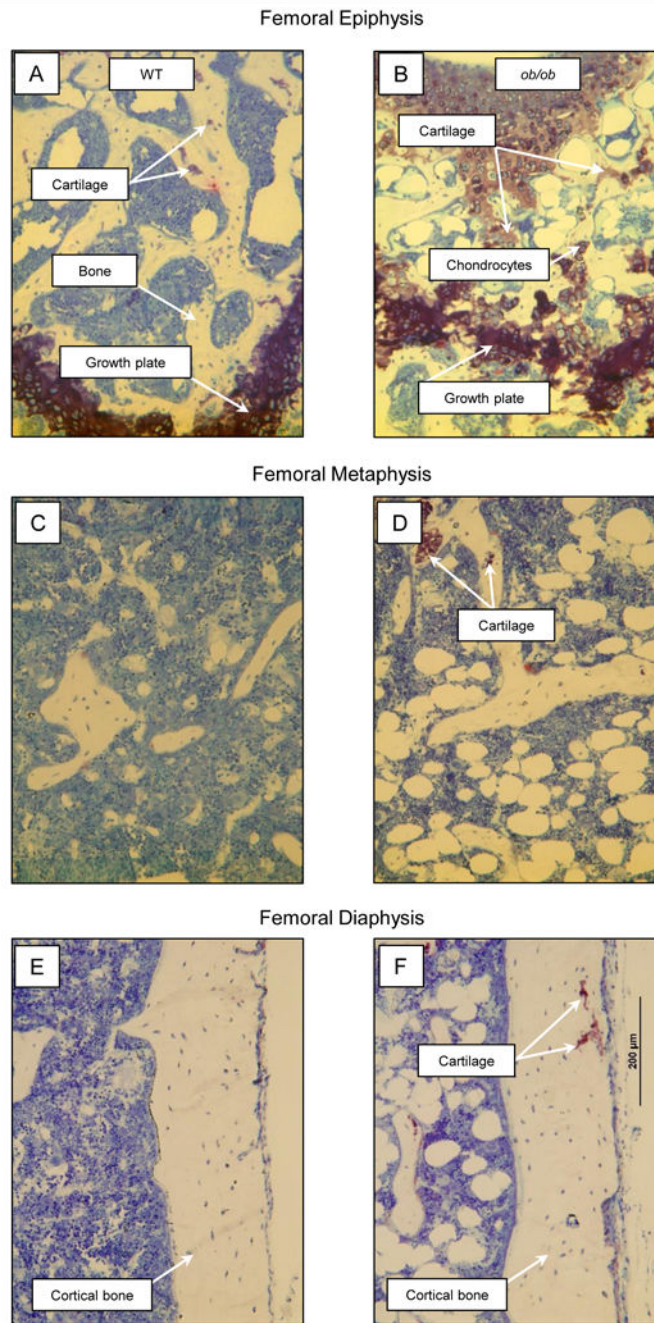 Femoral Epiphysis
A
WT
Cartilage
Bone
Growth plate
B
ob/ob
Cartilage
Chondrocytes
Growth plate
Femoral Metaphysis
C
D
Cartilage
Femoral Diaphysis
E
Cortical bone
F
Cartilage
200 µm
Cortical bone